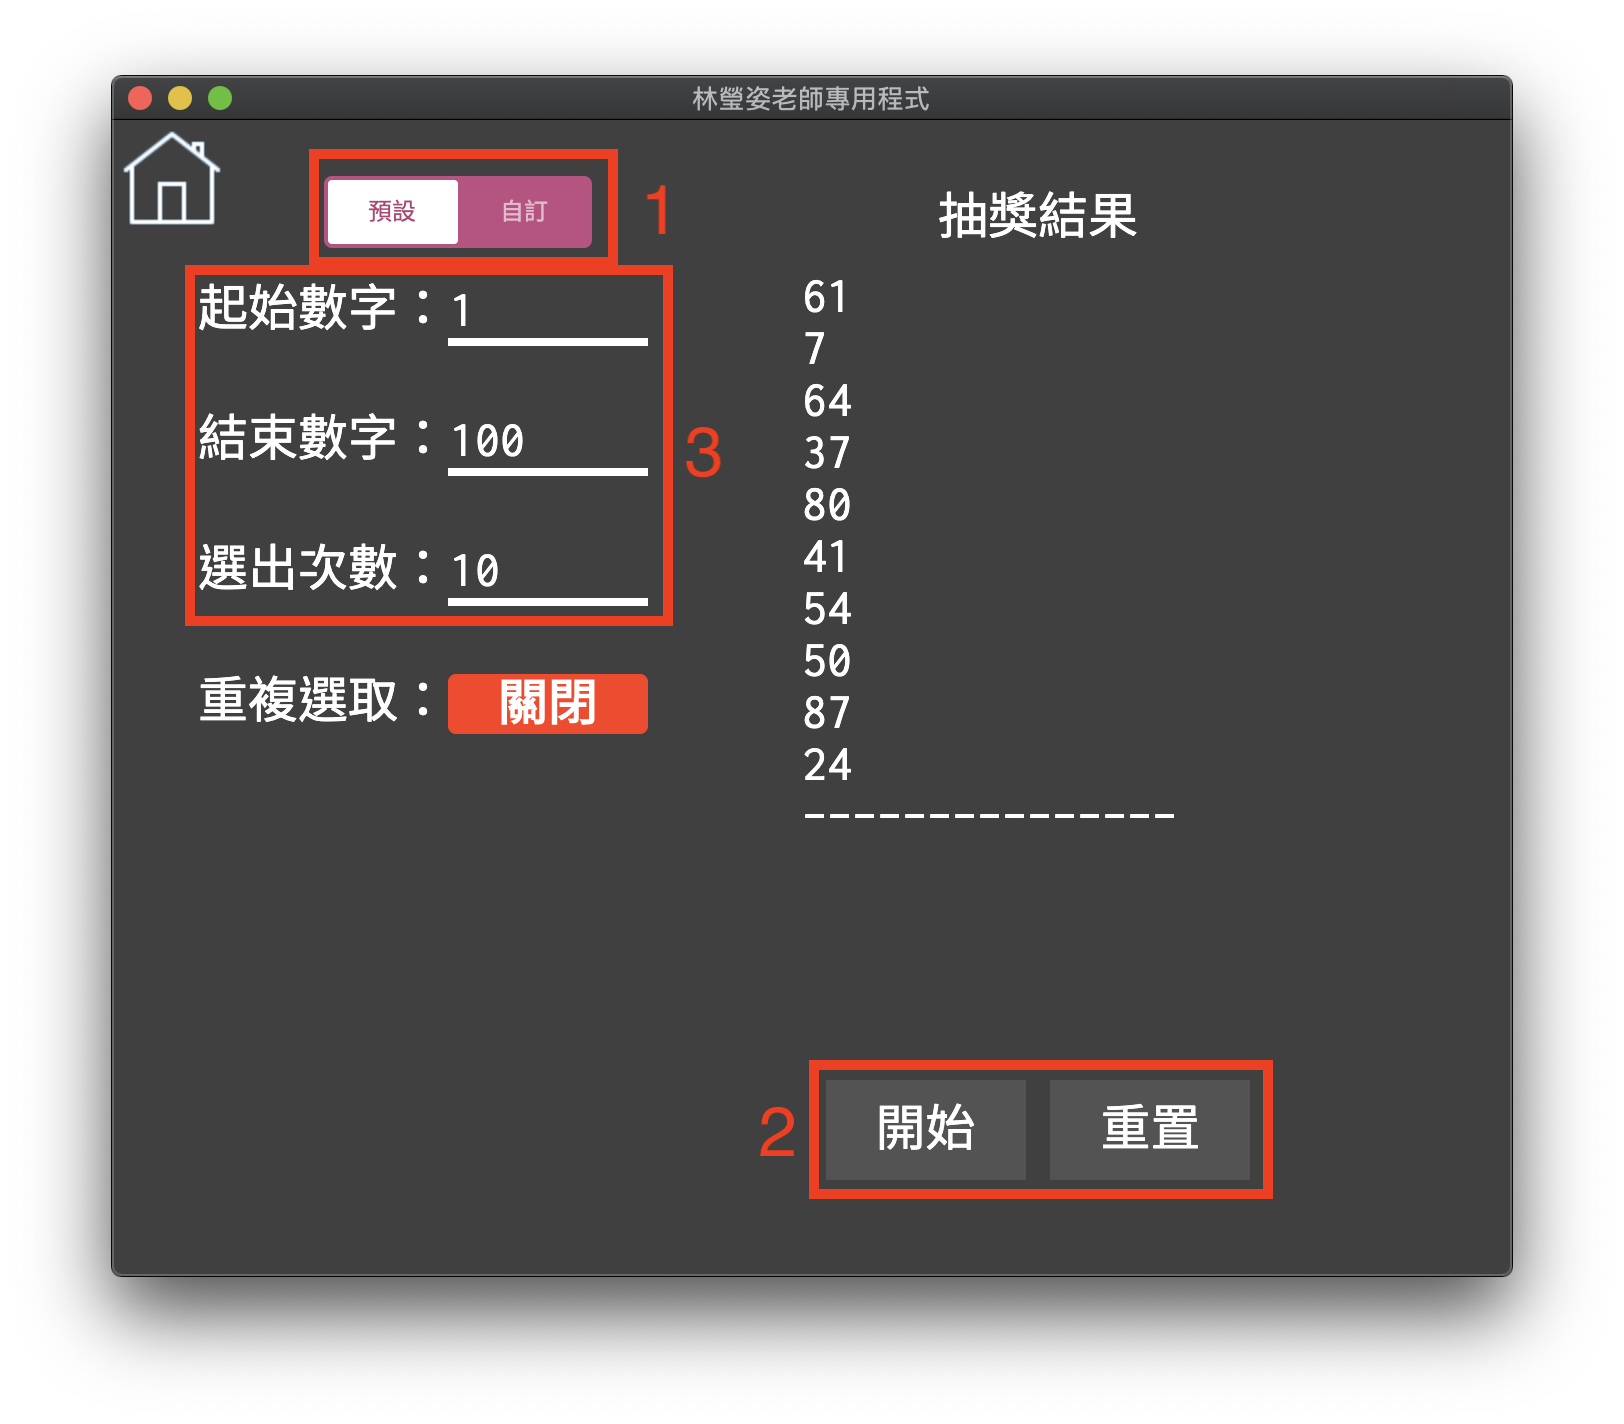 林瑩姿老師專用程式
預設 自訂
1
起始數字：1
結束數字：100
3
選出次數：10
重複選取：關閉
抽獎結果
61
7
64
37
80
41
54
50
87
24
---------------
2
開始 重置